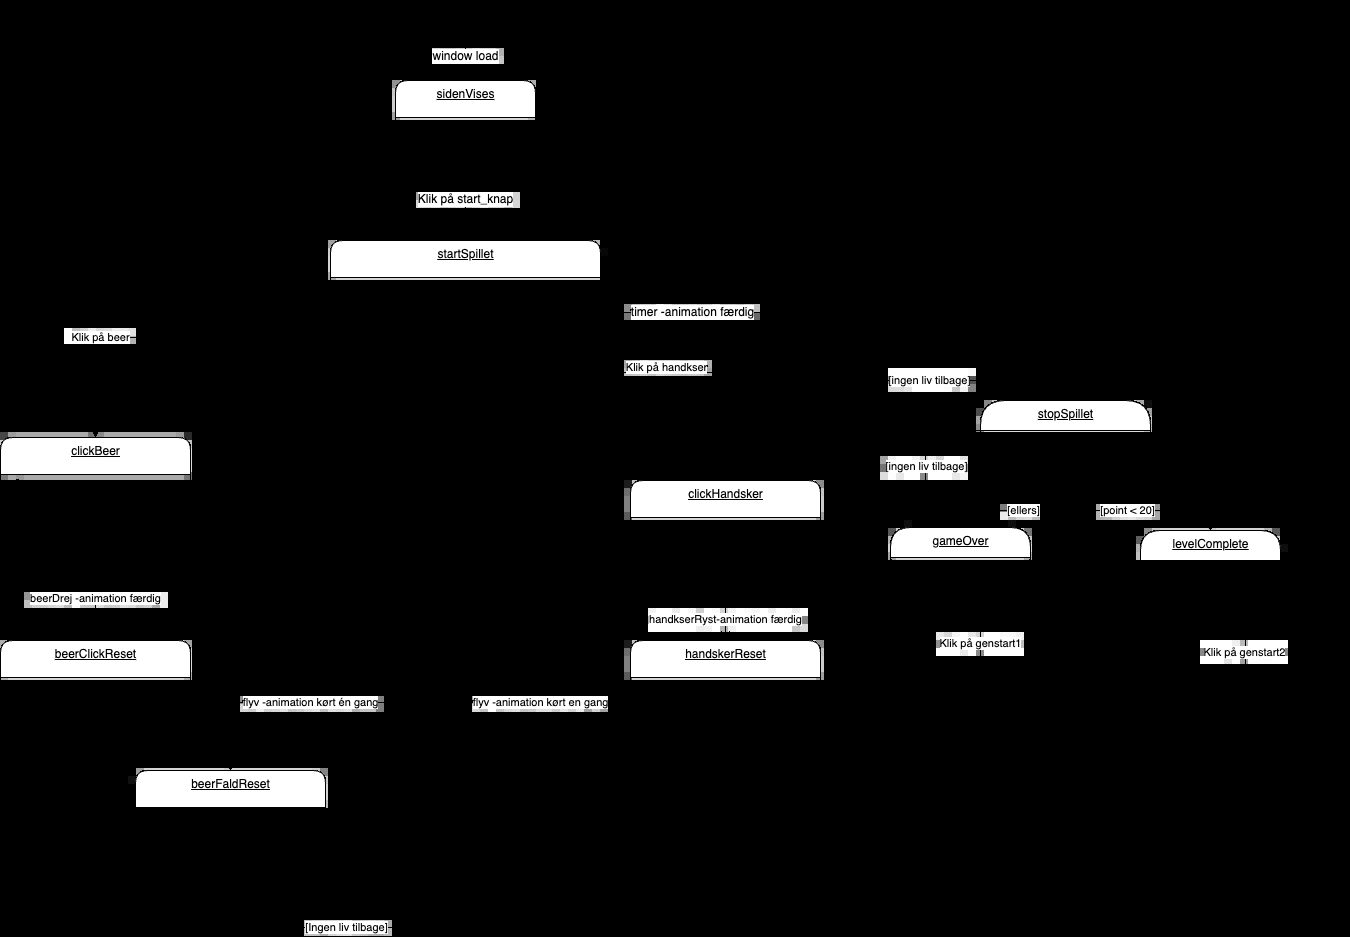 window load
sidenVises
Klik på start_knap
startSpillet
timer -animation færdig
Klik på beer
Klik på handkser
[ingen liv tilbage]
stopSpillet
clickBeer
[ingen liv tilbage]
clickHandsker
[ellers]
[point < 20]
gameOver
levelComplete
beerDrej -animation færdig
handkserRyst-animation færdig
Klik på genstart1
beerClickReset
handskerReset
Klik på genstart2
flyv -animation kørt én gang
flyv -animation kørt en gang
beerFaldReset
[Ingen liv tilbage]